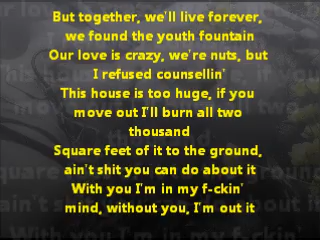 But together, we'll live forever,
we found the youth fountain
Our love is crazy, we're nuts, but
I refused counsellin'
This house is too huge, if you
move out I'll burn all two
thousand
Square feet of it to the ground,
ain't shit you can do about it
With you I'm in my f-ckin'
mind, without you, I'm out it